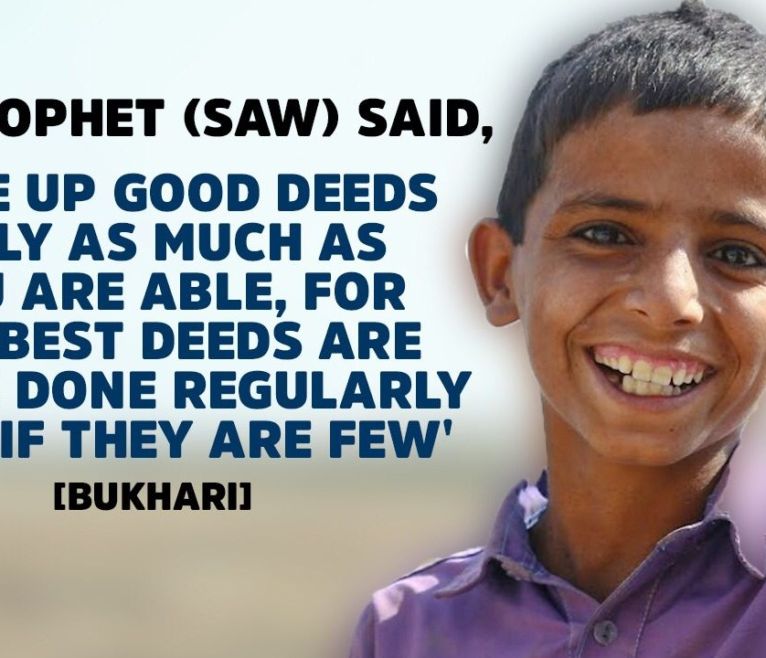 OPHET (SAW) SAID,
E UP GOOD DEEDS
LY AS MUCH AS
U ARE ABLE, FOR
BEST DEEDS ARE
E DONE REGULARLY
IF THEY ARE FEW'
[BUKHARI]